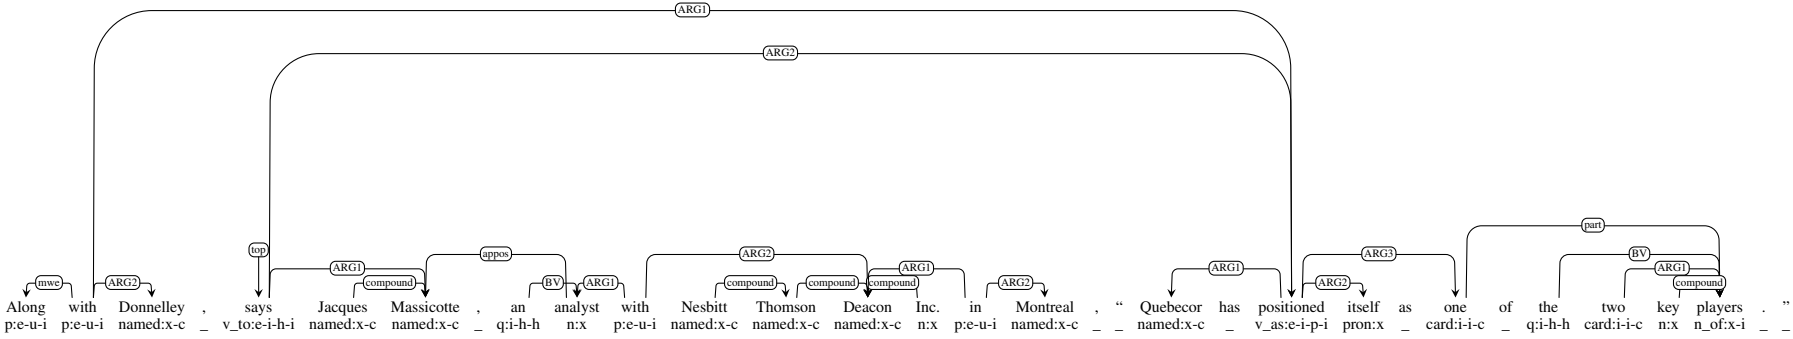 ARG1
ARG2
part
top appos ARG2 ARG3 BV
ARG1 ARG1 ARG1 ARG1
mwe ARG2 compound BV ARG1 compound compound compound ARG2 ARG2 compound
Along with Donnelley , says Jacques Massicotte , an analyst with Nesbitt Thomson Deacon Inc. in Montreal , “ Quebecor has positioned itself as one of the two key players . ”
p:e-u-i p:e-u-i named:x-c _ v_to:e-i-h-i named:x-c named:x-c _ q:i-h-h n:x p:e-u-i named:x-c named:x-c named:x-c n:x p:e-u-i named:x-c _ _ named:x-c _ v_as:e-i-p-i pron:x _ card:i-i-c _ q:i-h-h card:i-i-c n:x n_of:x-i _ _